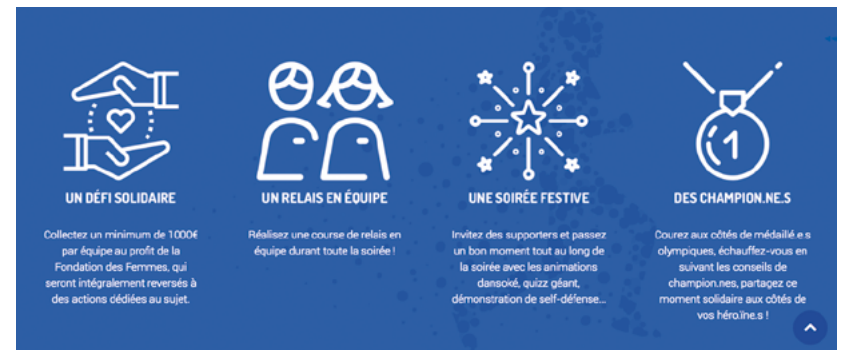 1
UN DÉFI SOLIDAIRE
Collectez un minimum de 1000€
par équipe au profit de la
Fondation des Femmes, qui
seront intégralement reversés à
des actions dédiées au sujet.
UN RELAIS EN ÉQUIPE
Réalisez une course de relais en
équipe durant toute la soirée !
UNE SOIRÉE FESTIVE
Invitez des supporters et passez
un bon moment tout au long de
la soirée avec les animations
dansoké, quizz géant,
démonstration de self-défense...
DES CHAMPION.NE.S
Courez aux côtés de médaillé.e.s
olympiques, échauffez-vous en
suivant les conseils de
champion.nes, partagez ce
moment solidaire aux côtés de
vos héro.ïne.s !